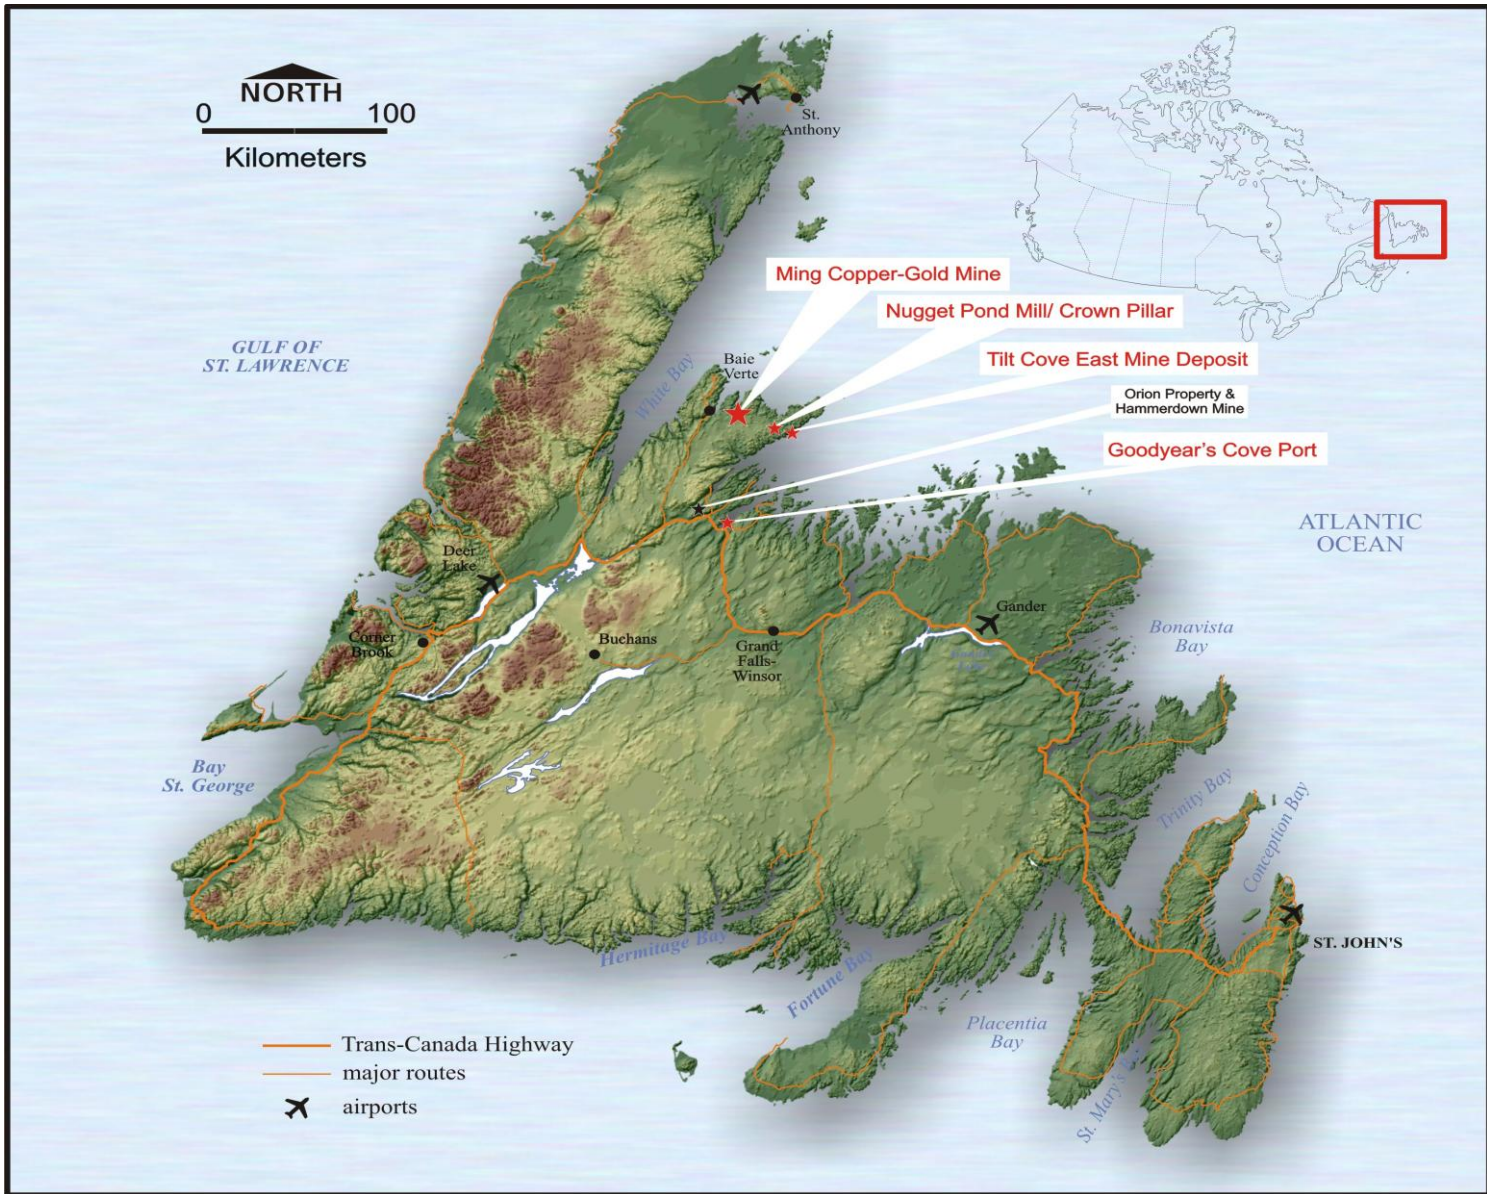 NORTH
0 100
Kilometers
St.
Anthony
Ming Copper-Gold Mine
Nugget Pond Mill/ Crown Pillar
GULF OF
ST. LAWRENCE
Tilt Cove East Mine Deposit
Baie
Verte
White Bay
Orion Property &
Hammerdown Mine
Goodyear's Cove Port
ATLANTIC
OCEAN
Deer
Lake
Gander
Corner
Brook
Buchans
Grand
Falls-
Winsor
Bonavista
Bay
Bay
St. George
Trinity Bay
Conception Bay
Hermitage Bay
Fortune Bay
ST. JOHN'S
Placentia
Bay
St. Mary's
Trans-Canada Highway
major routes
airports